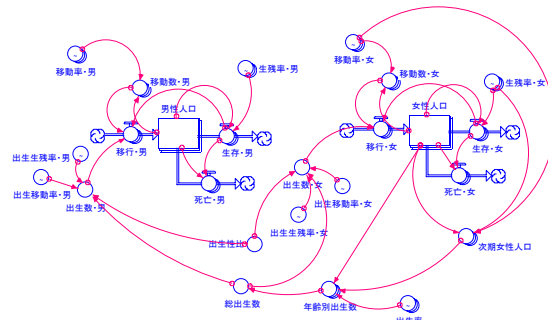 移動率・男
移動数・男
生残率・男
男性人口
移行・男
生存・男
死亡・男
出生生残率・男
出生移動率・男
出生数・男
移動率・女
移動数・女
生残率・女
女性人口
移行・女
生存・女
死亡・女
出生数・女
出生移動率・女
出生生残率・女
出生性比
次期女性人口
総出生数
年齢別出生数
出生率